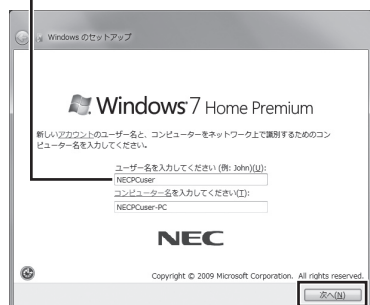 Windows のセットアップ
Windows 7 Home Premium
新しいアカウントのユーザー名と、コンピューターをネットワーク上で識別するためのコン
ピューター名を入力してください。
ユーザー名を入力してください (例: John)(U):
NECPCuser
コンピューター名を入力してください(T):
NECPCuser-PC
NEC
Copyright © 2009 Microsoft Corporation. All rights reserved.
次へ(N)